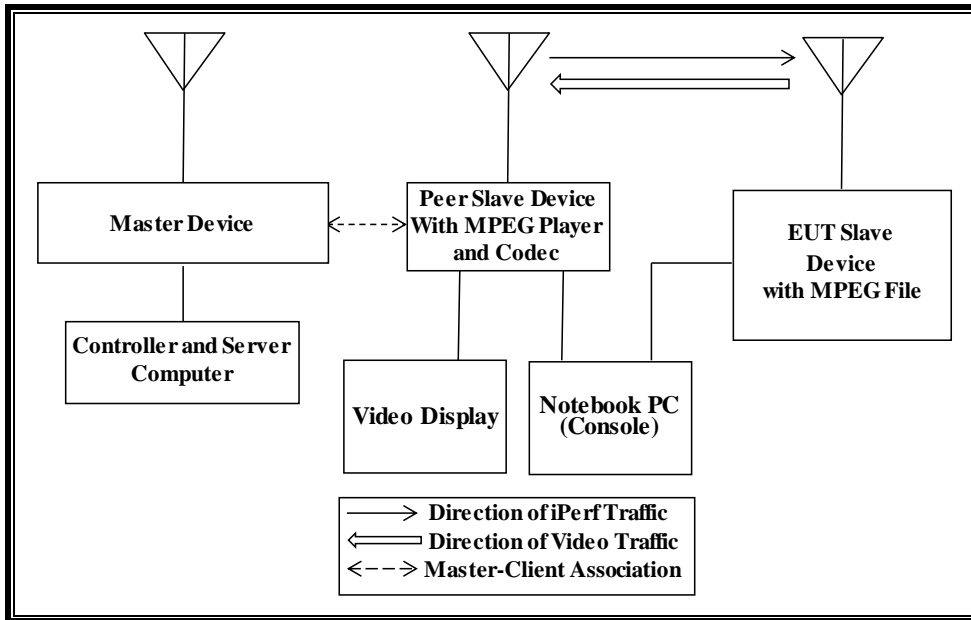 Master Device
Peer Slave Device
With MPEG Player
and Codec
EUT Slave
Device
with MPEG File
Controller and Server
Computer
Video Display
Notebook PC
(Console)
Direction of iPerf Traffic
Direction of Video Traffic
Master-Client Association